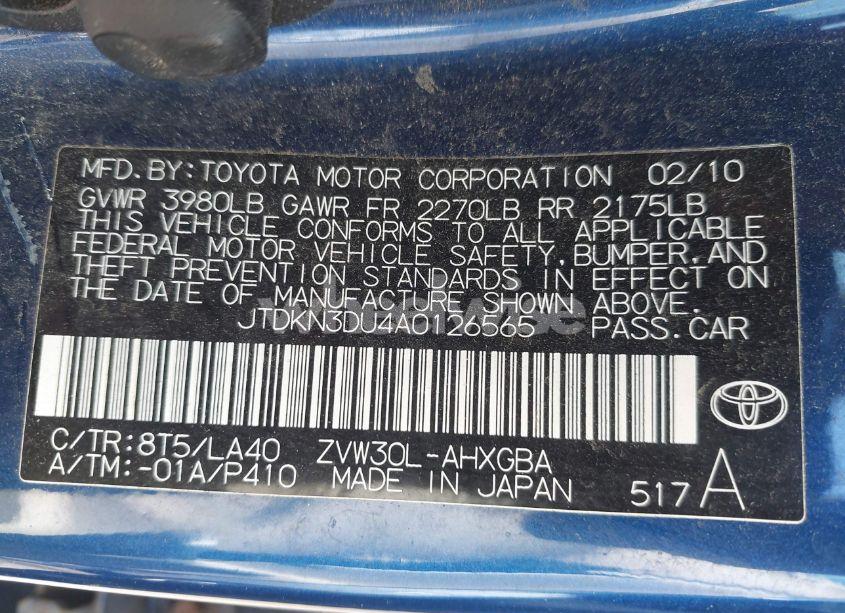 MFD.BY:TOYOTA MOTOR CORPORATION 02/10
GVWR 3980LB GAWR FR 2270LB RR 2175LB
THIS VEHICLE CONFORMS TO ALL APPLICABLE
FEDERAL MOTOR VEHICLE SAFETY,BUMPER,AND
THEFT PREVENTION STANDARDS IN EFFECT ON
THE DATE OF MANUFACTURE SHOWN ABOVE.
JTDKN3DU4A0126565 PASS.CAR
C/TR:8T5/LA40 ZVW30L-AHXGBA
A/TM:-01A/P410 MADE IN JAPAN
517A